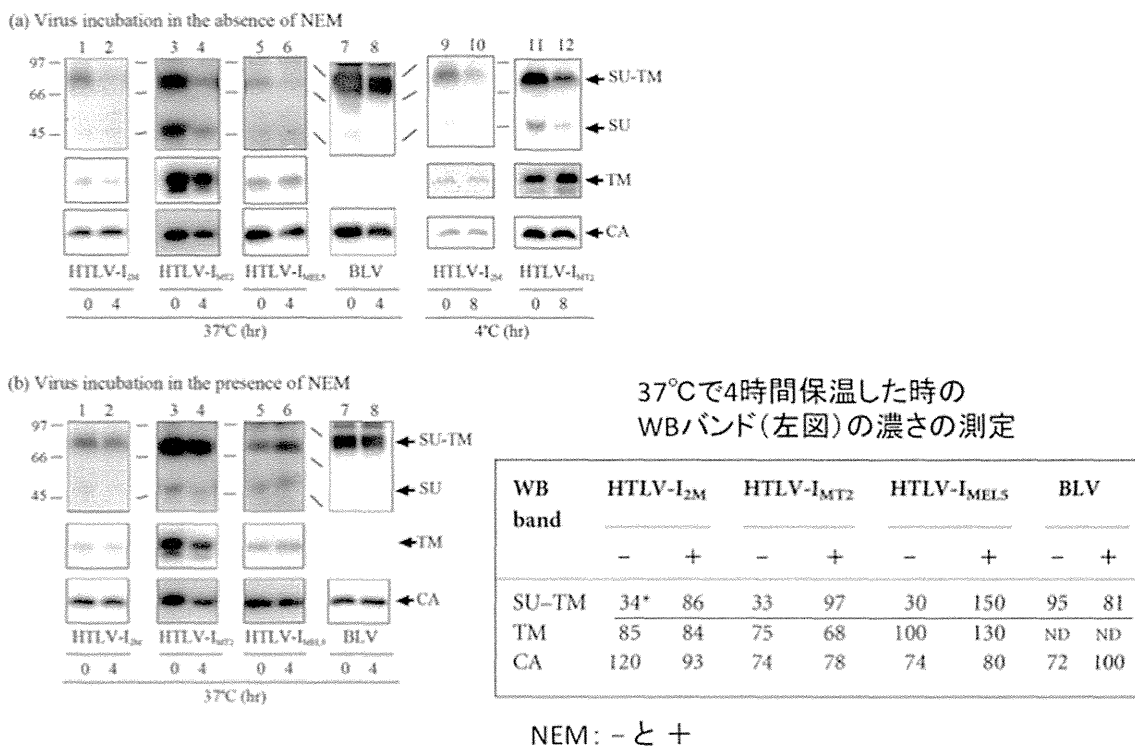 (a) Virus incubation in the absence of NEM
1 2 3 4 5 6 7 8 9 10 11 12
97
66
45
SU-TM
SU
TM
CA
HTLV-I2M HTLV-IMT2 HTLV-IMEL5 BLV HTLV-I2M HTLV-IMT2
0 4 0 4 0 4 0 4 0 8 0 8
37°C (hr) 4°C (hr)
(b) Virus incubation in the presence of NEM
1 2 3 4 5 6 7 8
97
66
45
SU-TM
SU
TM
CA
HTLV-I2M HTLV-IMT2 HTLV-IMEL5 BLV
0 4 0 4 0 4 0 4
37°C (hr)
37°Cで4時間保温した時の
WBバンド(左図)の濃さの測定
WB band HTLV-I2M HTLV-IMT2 HTLV-IMEL5 BLV
− + − + − + − +
SU–TM 34* 86 33 97 30 150 95 81
TM 85 84 75 68 100 130 ND ND
CA 120 93 74 78 74 80 72 100
NEM: −と +